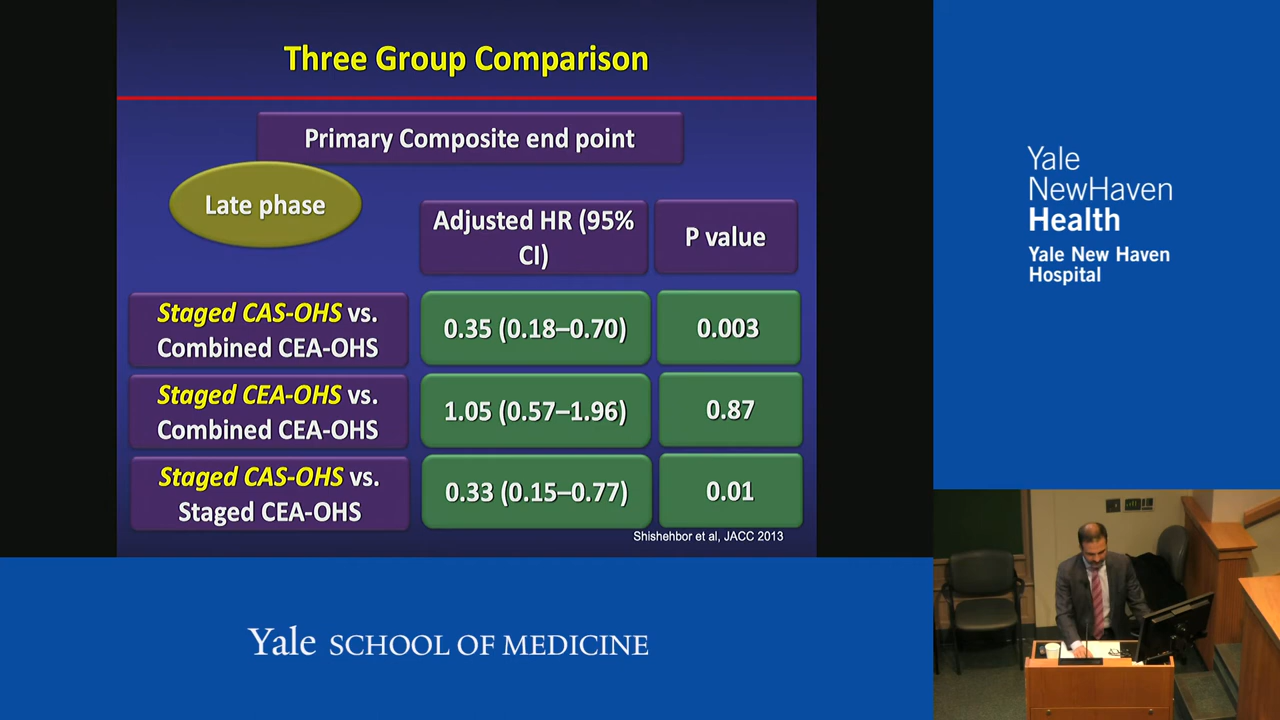 Three Group Comparison
Primary Composite end point
Late phase
Adjusted HR (95%
CI)
P value
Staged CAS-OHS vs.
Combined CEA-OHS
0.35 (0.18–0.70)
0.003
Staged CEA-OHS vs.
Combined CEA-OHS
1.05 (0.57–1.96)
0.87
Staged CAS-OHS vs.
Staged CEA-OHS
0.33 (0.15–0.77)
0.01
Shishehbor et al, JACC 2013
Yale
NewHaven
Health
Yale New Haven
Hospital
Yale SCHOOL OF MEDICINE